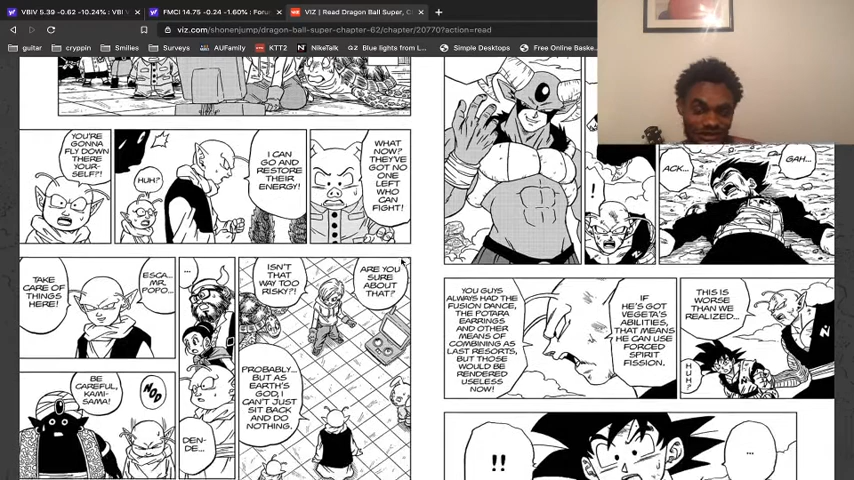 VBIV 5.39 -0.62 -10.24% : VBIV
FMCI 14.75 -0.24 -1.60% : Forum
VIZ | Read Dragon Ball Super, C
viz.com/shonenjump/dragon-ball-super-chapter-62/chapter/20770?action=read
guitar
cryppin
Smilies
Surveys
AUFamily
KTT2
NikeTalk
GZ
Blue lights from l...
Simple Desktops
Free Online Baske..
WHAT
NOW?
THEY'VE
GOT NO
ONE
LEFT
WHO
CAN
FIGHT!
I CAN
GO AND
RESTORE
THEIR
ENERGY!
HUH?
YOU'RE
GONNA
FLY DOWN
THERE
YOUR-
SELF?!
ARE YOU
SURE
ABOUT
THAT?
ISN'T
THAT
WAY TOO
RISKY?!
PROBABLY...
BUT AS
EARTH'S
GOD, I
CAN'T JUST
SIT BACK
AND DO
NOTHING.
...
DEN-
DE...
ESCA...
MR.
POPO...
TAKE
CARE OF
THINGS
HERE!
NOD
BE
CAREFUL,
KAMI-
SAMA!
!
GAH...
ACK...
THIS IS
WORSE
THAN WE
REALIZED...
HUH?
IF
HE'S GOT
VEGETA'S
ABILITIES,
THAT MEANS
HE CAN USE
FORCED
SPIRIT
FISSION.
YOU GUYS
ALWAYS HAD THE
FUSION DANCE,
THE POTARA
EARRINGS
AND OTHER
MEANS OF
COMBINING AS
LAST RESORTS,
BUT THOSE
WOULD BE
RENDERED
USELESS
NOW!
...
!!